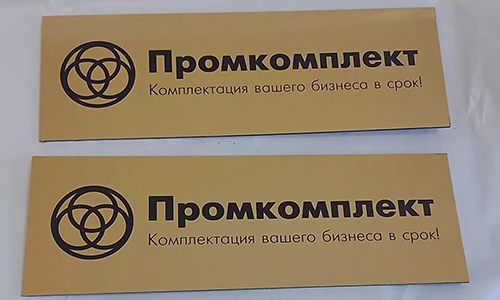 Промкомплект
Комплектация вашего бизнеса в срок!
Промкомплект
Комплектация вашего бизнеса в срок!